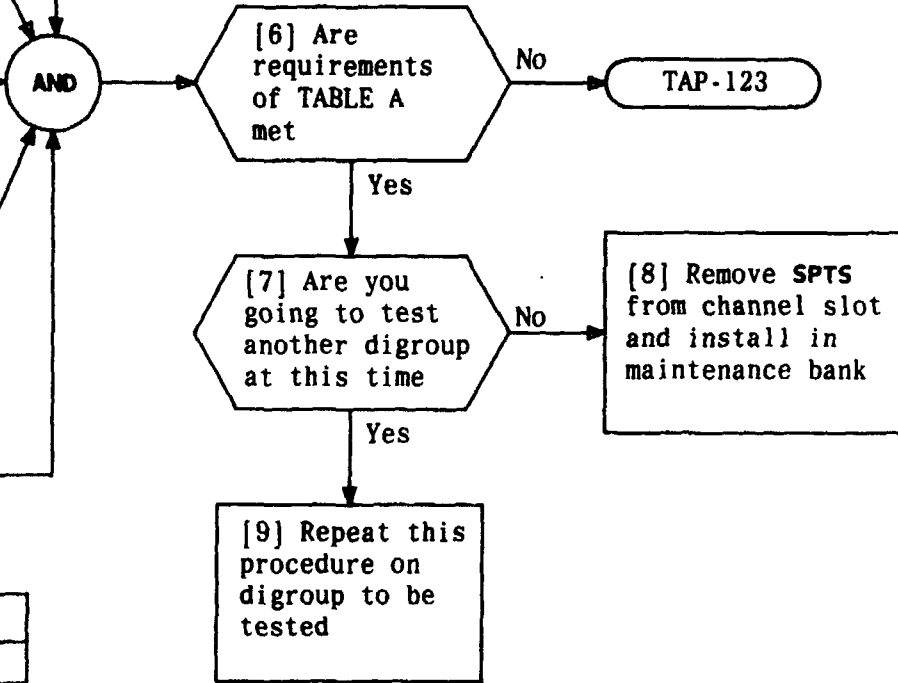 AND
[6] Are
requirements
of TABLE A
met
No
TAP-123
Yes
[7] Are you
going to test
another digroup
at this time
No
[8] Remove SPTS
from channel slot
and install in
maintenance bank
Yes
[9] Repeat this
procedure on
digroup to be
tested